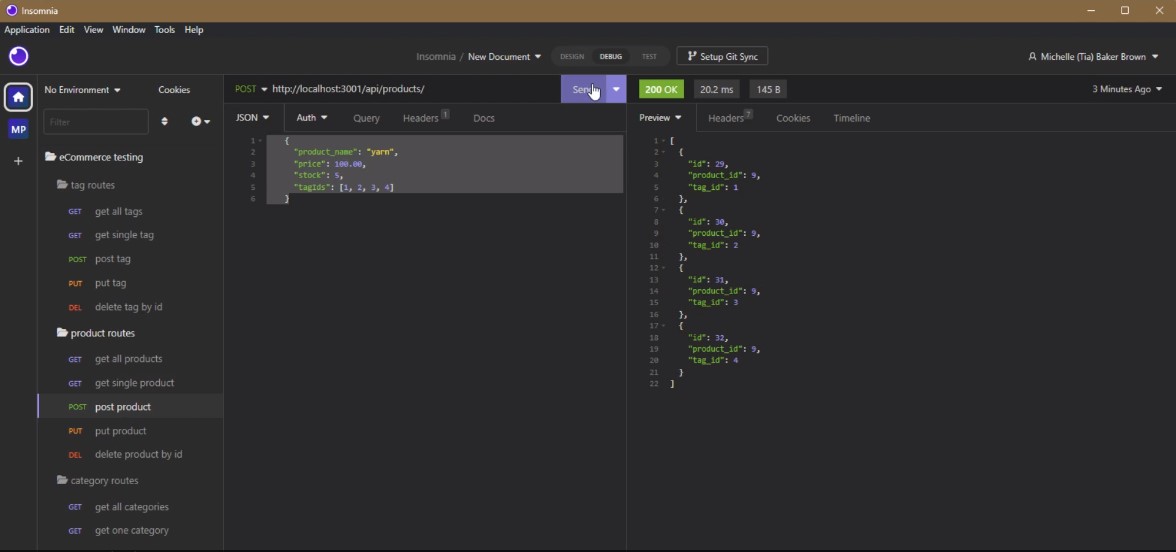 Insomnia
Application Edit View Window Tools Help
Insomnia / New Document DESIGN DEBUG TEST Setup Git Sync Michelle (Tia) Baker Brown
No Environment Cookies POST http://localhost:3001/api/products/ Send 200 OK 20.2 ms 145 B 3 Minutes Ago
Filter JSON Auth Query Headers 1 Docs Preview Headers 7 Cookies Timeline
MP
eCommerce testing
tag routes
GET get all tags
GET get single tag
POST post tag
PUT put tag
DEL delete tag by id
product routes
GET get all products
GET get single product
POST post product
PUT put product
DEL delete product by id
category routes
GET get all categories
GET get one category
1 {
2 "product_name": "yarn",
3 "price": 100.00,
4 "stock": 5,
5 "tagIds": [1, 2, 3, 4]
6 }
1 [
2 {
3 "id": 29,
4 "product_id": 9,
5 "tag_id": 1
6 },
7 {
8 "id": 30,
9 "product_id": 9,
10 "tag_id": 2
11 },
12 {
13 "id": 31,
14 "product_id": 9,
15 "tag_id": 3
16 },
17 {
18 "id": 32,
19 "product_id": 9,
20 "tag_id": 4
21 }
22 ]